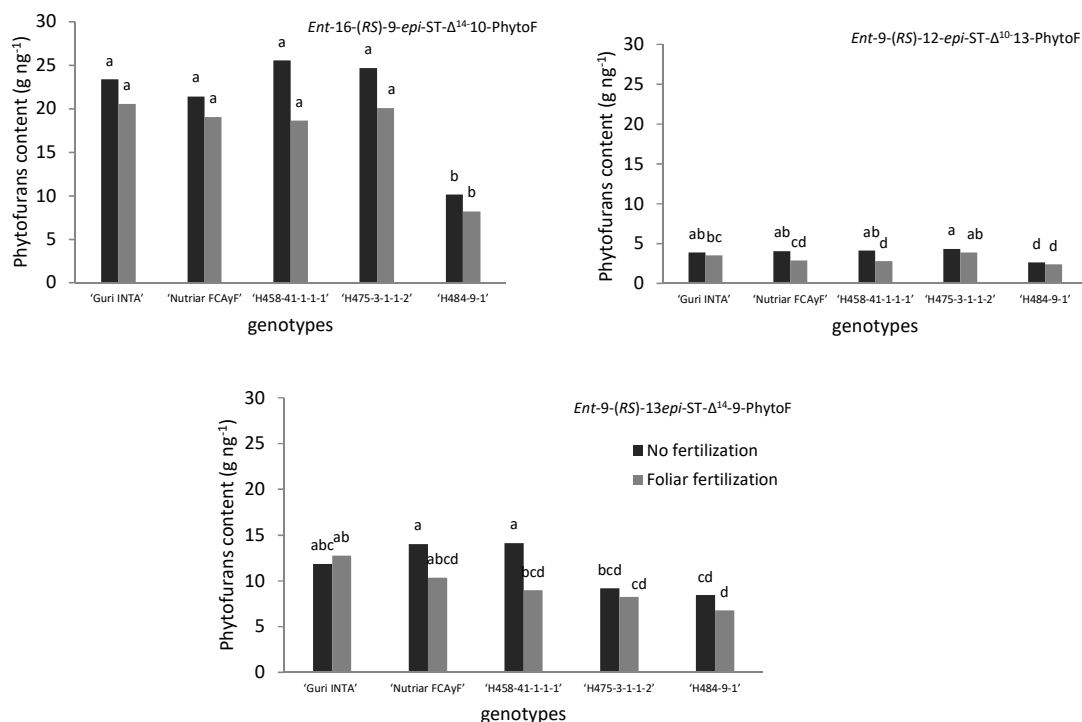 Ent-16-(RS)-9-epi-ST-Δ¹⁴-10-PhytoF
Phytofurans content (g ng⁻¹)
30
25
20
15
10
5
0
a a a a a a a a b b
'Guri INTA' 'Nutriar FCAyF' 'H458-41-1-1-1' 'H475-3-1-1-2' 'H484-9-1'
genotypes
Ent-9-(RS)-12-epi-ST-Δ¹⁰-13-PhytoF
Phytofurans content (g ng⁻¹)
30
25
20
15
10
5
0
ab bc ab cd ab d a ab d d
'Guri INTA' 'Nutriar FCAyF' 'H458-41-1-1-1' 'H475-3-1-1-2' 'H484-9-1'
genotypes
Ent-9-(RS)-13epi-ST-Δ¹⁴-9-PhytoF
Phytofurans content (g ng⁻¹)
No fertilization
Foliar fertilization
30
25
20
15
10
5
0
abc ab a abcd a bcd bcd cd cd d
'Guri INTA' 'Nutriar FCAyF' 'H458-41-1-1-1' 'H475-3-1-1-2' 'H484-9-1'
genotypes